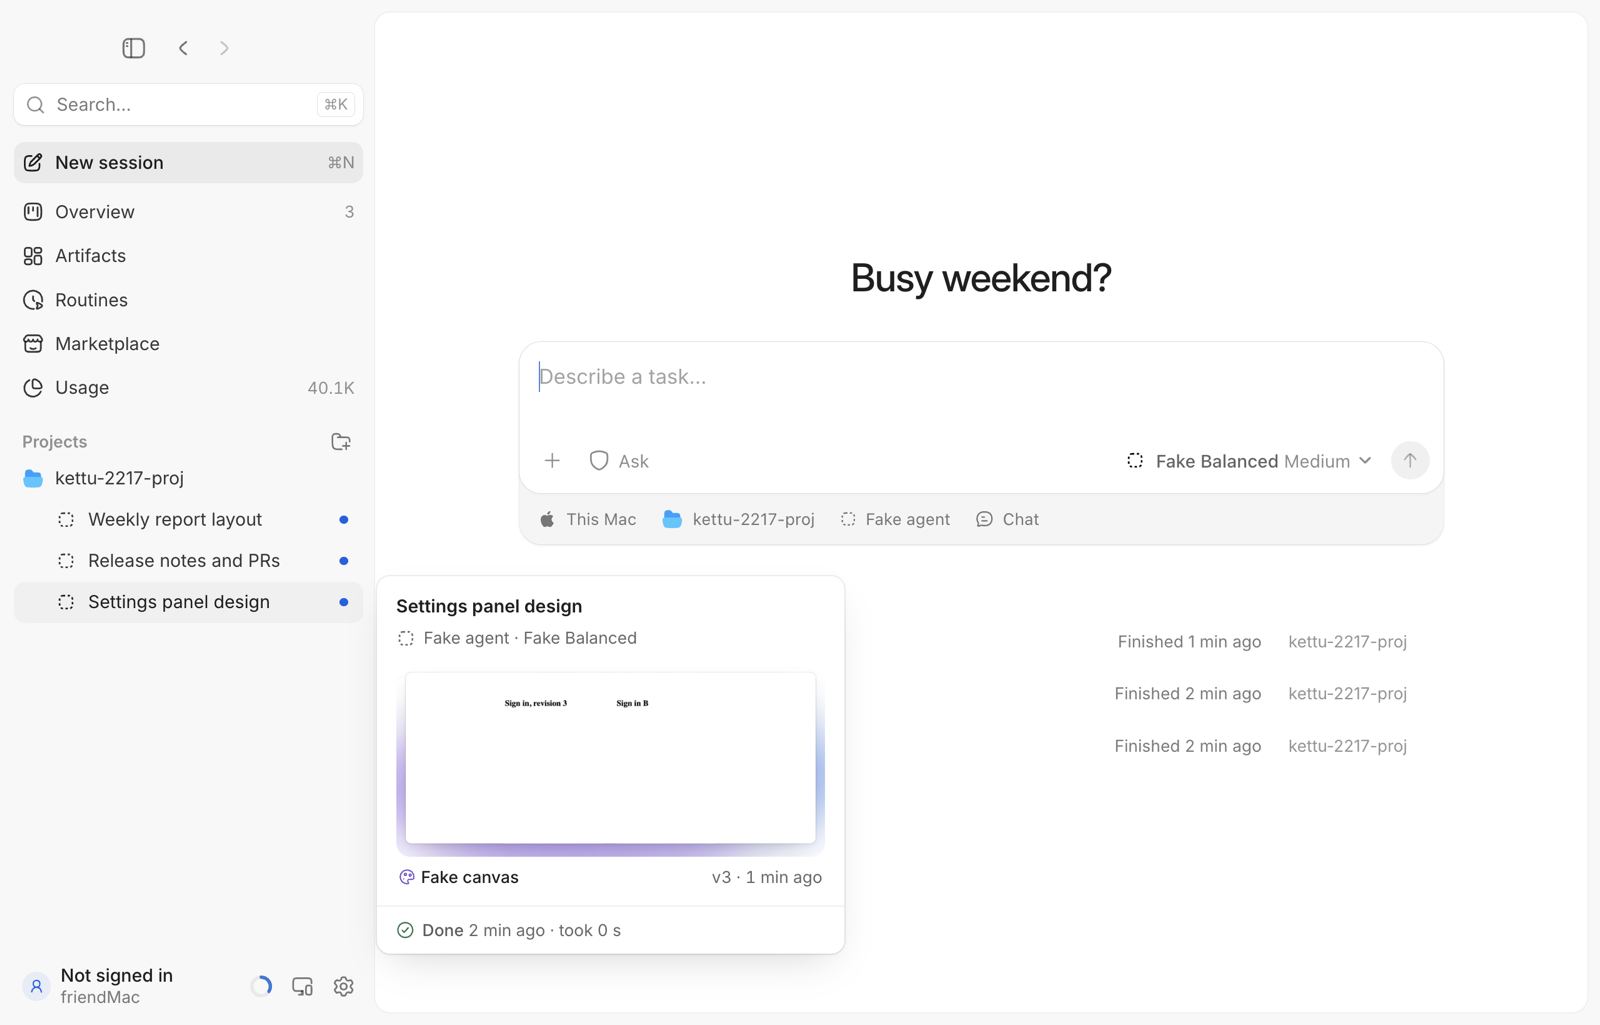 Search...
⌘K
New session
⌘N
Overview
3
Artifacts
Routines
Marketplace
Usage
40.1K
Projects
kettu-2217-proj
Weekly report layout
Release notes and PRs
Settings panel design
Not signed in
friendMac
Busy weekend?
Describe a task...
Ask
Fake Balanced Medium
This Mac
kettu-2217-proj
Fake agent
Chat
Settings panel design
Fake agent · Fake Balanced
Sign in, revision 3
Sign in B
Fake canvas
v3 · 1 min ago
Done 2 min ago · took 0 s
Finished 1 min ago kettu-2217-proj
Finished 2 min ago kettu-2217-proj
Finished 2 min ago kettu-2217-proj